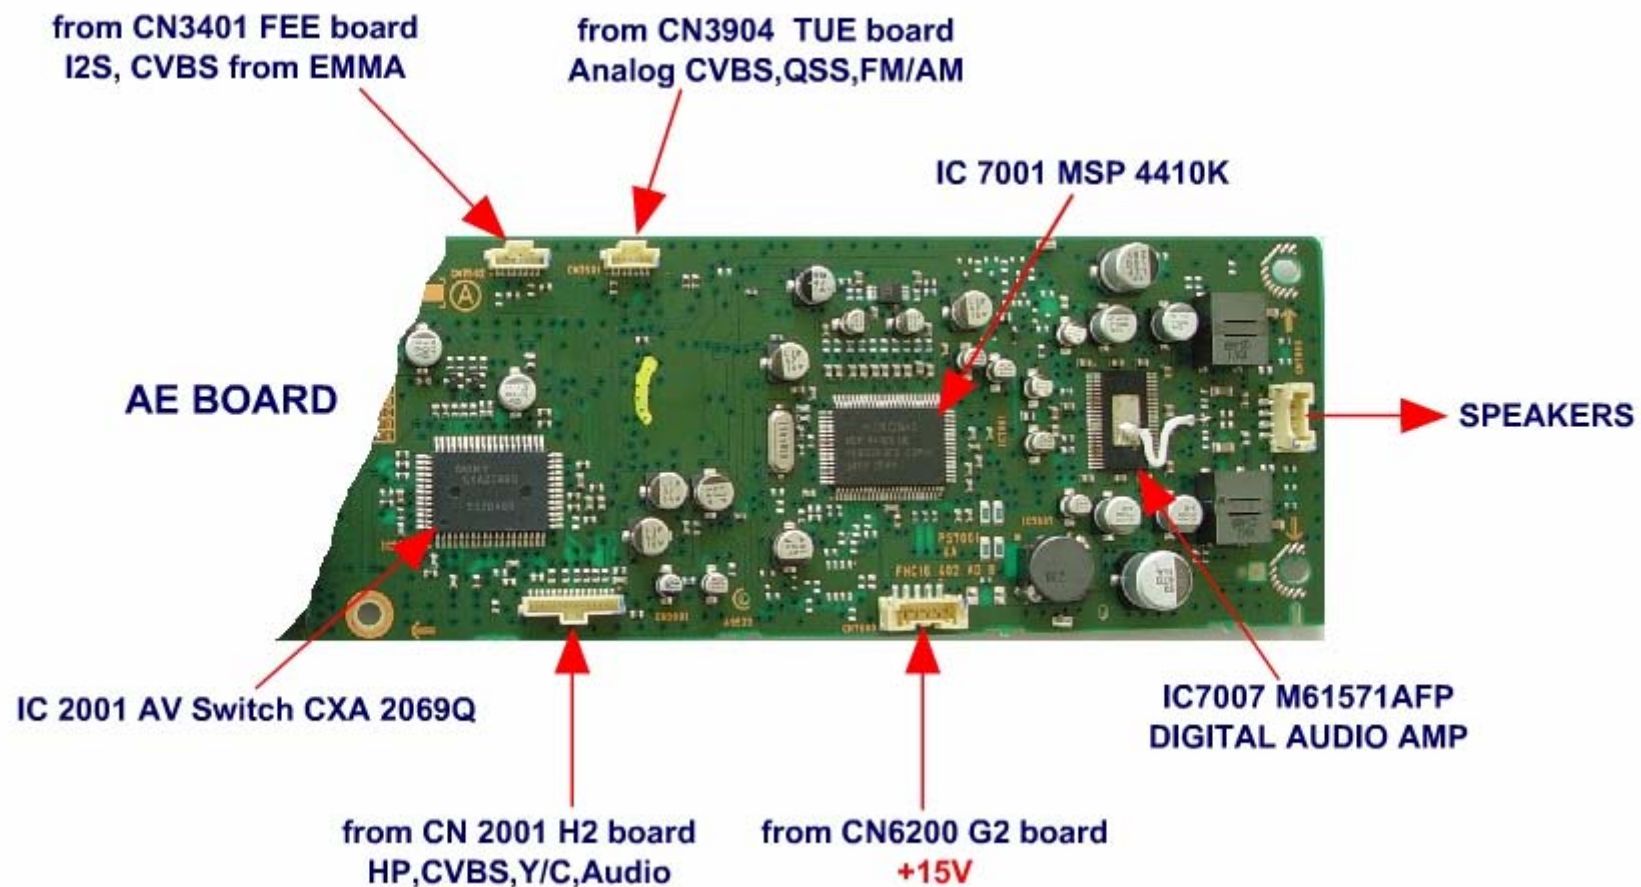 from CN3401 FEE board
I2S, CVBS from EMMA
from CN3904 TUE board
Analog CVBS,QSS,FM/AM
IC 7001 MSP 4410K
AE BOARD
SPEAKERS
IC 2001 AV Switch CXA 2069Q
IC7007 M61571AFP
DIGITAL AUDIO AMP
from CN 2001 H2 board
HP,CVBS,Y/C,Audio
from CN6200 G2 board
+15V
A
PS7001
6A